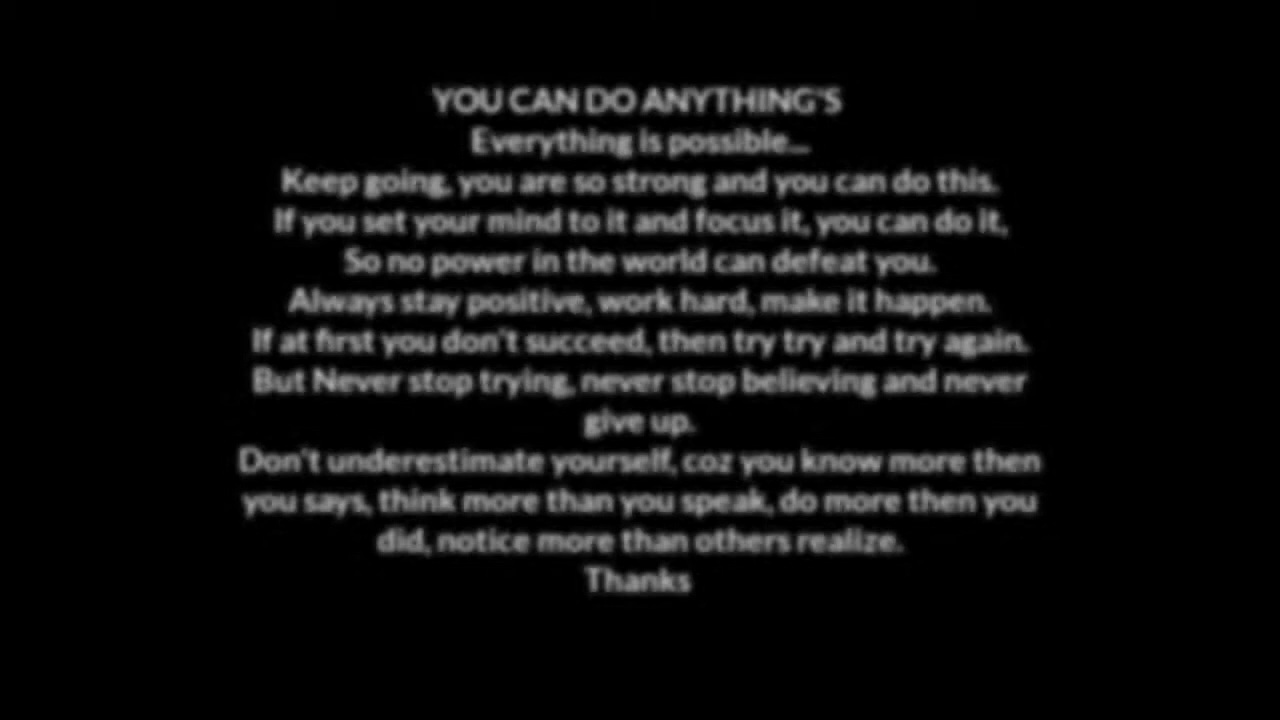 YOU CAN DO ANYTHING'S
Everything is possible...
Keep going, you are so strong and you can do this.
If you set your mind to it and focus it, you can do it,
So no power in the world can defeat you.
Always stay positive, work hard, make it happen.
If at first you don't succeed, then try try and try again.
But Never stop trying, never stop believing and never
give up.
Don't underestimate yourself, coz you know more then
you says, think more than you speak, do more then you
did, notice more than others realize.
Thanks